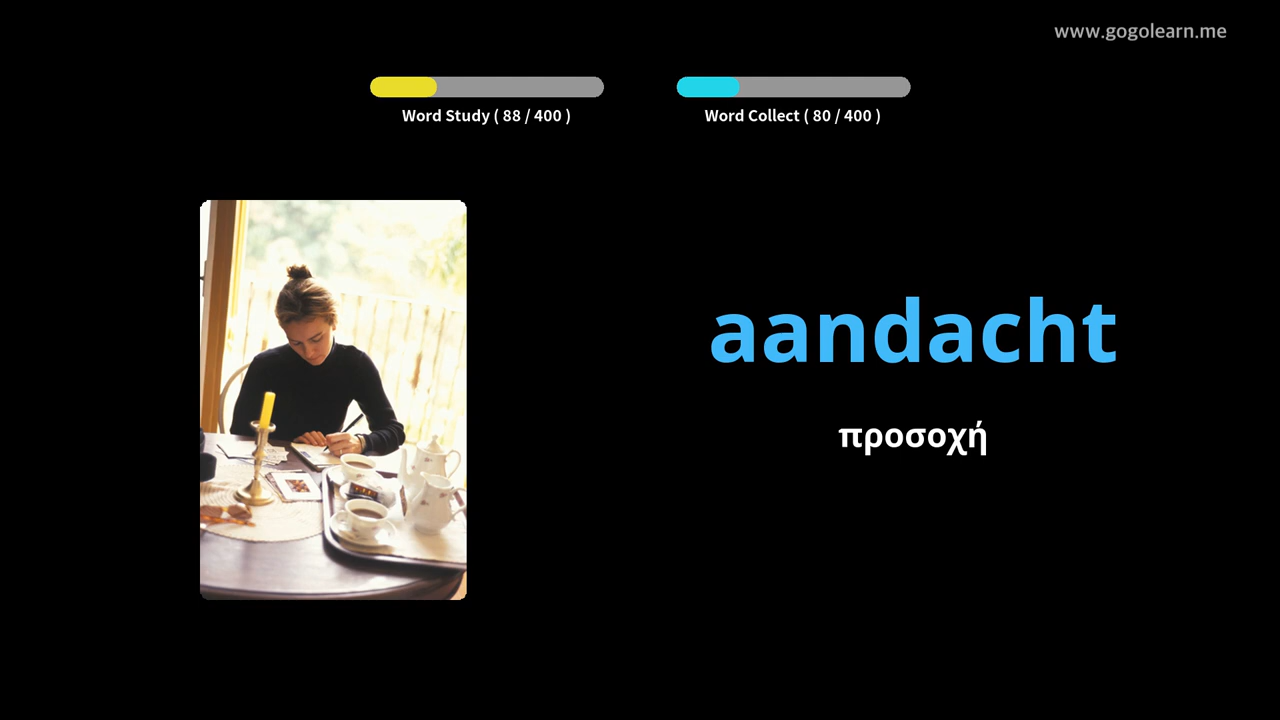 www.gogolearn.me
Word Study ( 88 / 400 )
Word Collect ( 80 / 400 )
aandacht
προσοχή